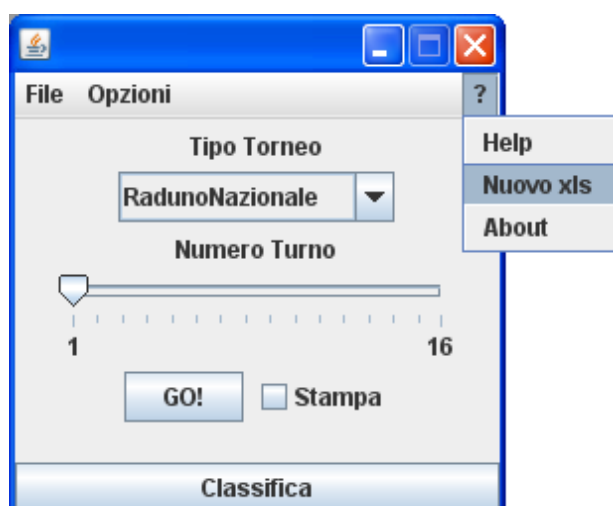 File Opzioni ?
Help
Nuovo xls
About
Tipo Torneo
RadunoNazionale
Numero Turno
1 16
GO! Stampa
Classifica